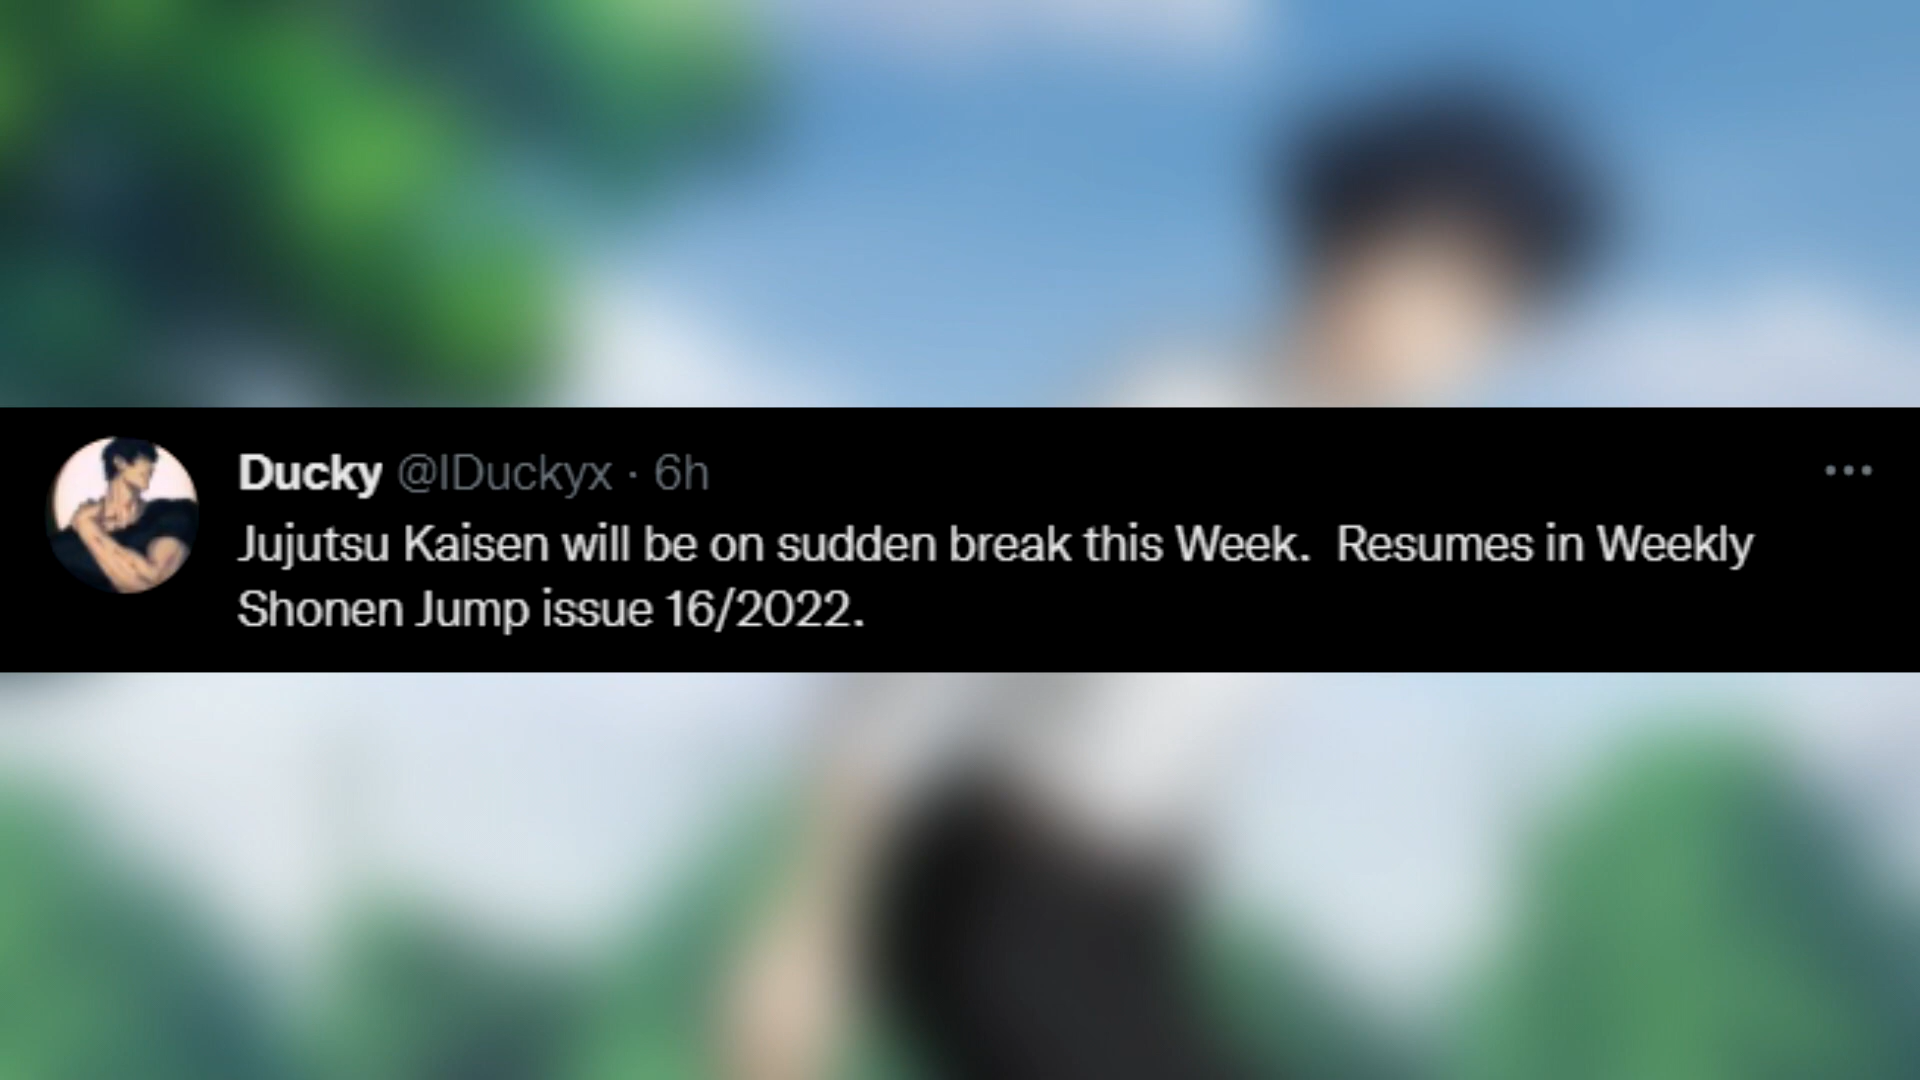 Ducky @IDuckyx · 6h
Jujutsu Kaisen will be on sudden break this Week.  Resumes in Weekly
Shonen Jump issue 16/2022.